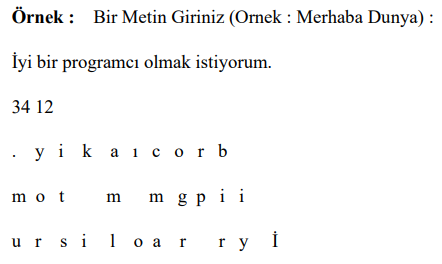 Örnek : Bir Metin Giriniz (Ornek : Merhaba Dunya) :
İyi bir programcı olmak istiyorum.
34 12
. y i k a ı c o r b
m o t m m g p i i
u r s i l o a r r y İ